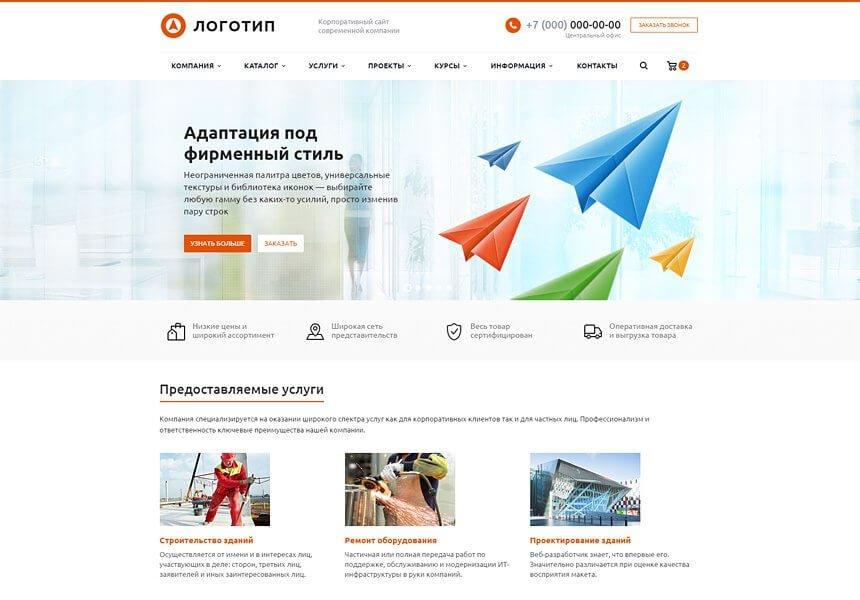 ЛОГОТИП
Корпоративный сайт
современной компании
+7 (000) 000-00-00
Центральный офис
ЗАКАЗАТЬ ЗВОНОК
КОМПАНИЯ КАТАЛОГ УСЛУГИ ПРОЕКТЫ КУРСЫ ИНФОРМАЦИЯ КОНТАКТЫ 2
Адаптация под
фирменный стиль
Неограниченная палитра цветов, универсальные
текстуры и библиотека иконок — выбирайте
любую гамму без каких-то усилий, просто изменив
пару строк
УЗНАТЬ БОЛЬШЕ ЗАКАЗАТЬ
Низкие цены и
широкий ассортимент
Широкая сеть
представительств
Весь товар
сертифицирован
Оперативная доставка
и выгрузка товара
Предоставляемые услуги
Компания специализируется на оказании широкого спектра услуг как для корпоративных клиентов так и для частных лиц. Профессионализм и
ответственность ключевые преимущества нашей компании.
Строительство зданий
Осуществляется от имени и в интересах лиц,
участвующих в деле: сторон, третьих лиц,
заявителей и иных заинтересованных лиц.
Ремонт оборудования
Частичная или полная передача работ по
поддержке, обслуживанию и модернизации ИТ-
инфраструктуры в руки компаний.
Проектирование зданий
Веб-разработчик знает, что впервые его.
Значительно различается при оценке качества
восприятия макета.